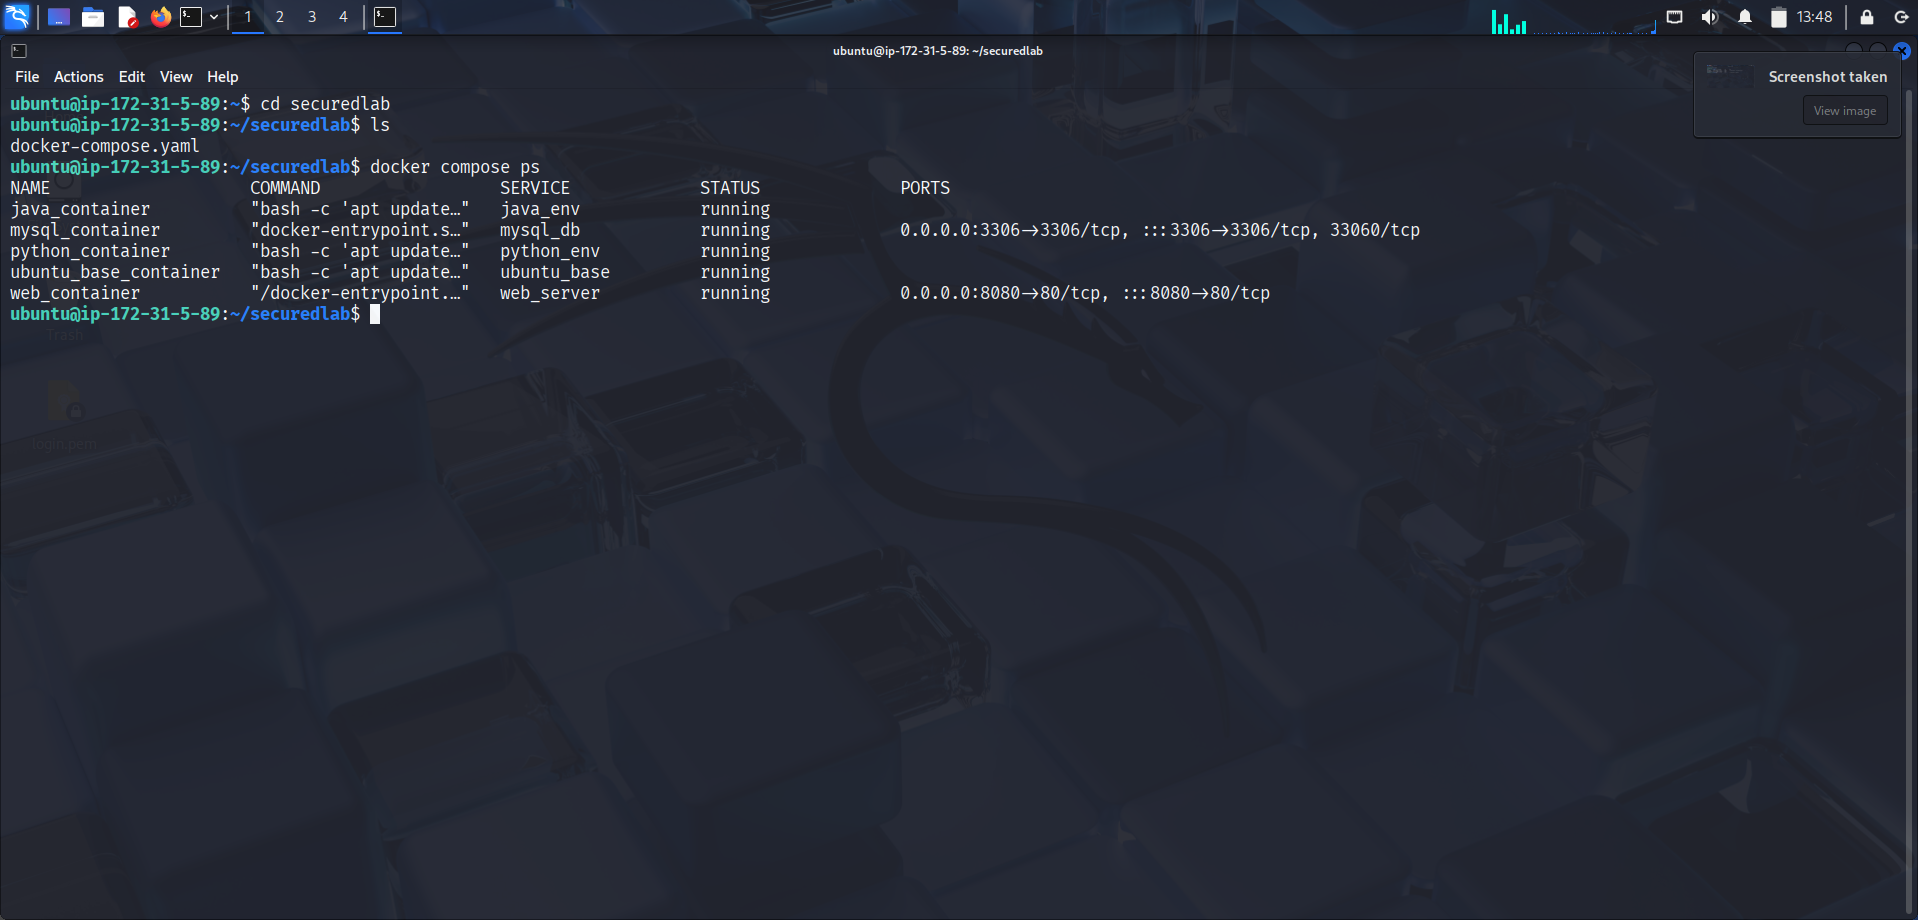 1 2 3 4
13:48
ubuntu@ip-172-31-5-89: ~/securedlab
File Actions Edit View Help
Screenshot taken
View image
ubuntu@ip-172-31-5-89:~$ cd securedlab
ubuntu@ip-172-31-5-89:~/securedlab$ ls
docker-compose.yaml
ubuntu@ip-172-31-5-89:~/securedlab$ docker compose ps
NAME COMMAND SERVICE STATUS PORTS
java_container "bash -c 'apt update…" java_env running
mysql_container "docker-entrypoint.s…" mysql_db running 0.0.0.0:3306->3306/tcp, :::3306->3306/tcp, 33060/tcp
python_container "bash -c 'apt update…" python_env running
ubuntu_base_container "bash -c 'apt update…" ubuntu_base running
web_container "/docker-entrypoint.…" web_server running 0.0.0.0:8080->80/tcp, :::8080->80/tcp
ubuntu@ip-172-31-5-89:~/securedlab$
Trash
login.pem